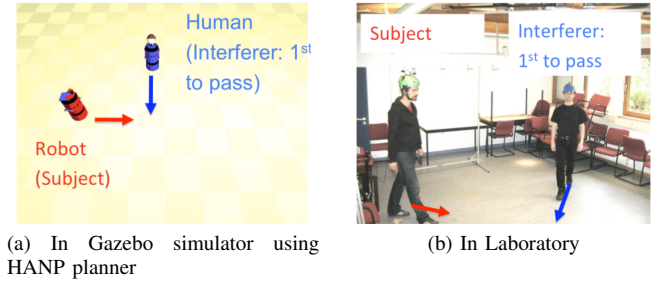 Human
(Interferer: 1st
to pass)
Robot
(Subject)
Subject
Interferer:
1st to pass
(a) In Gazebo simulator using
HANP planner
(b) In Laboratory